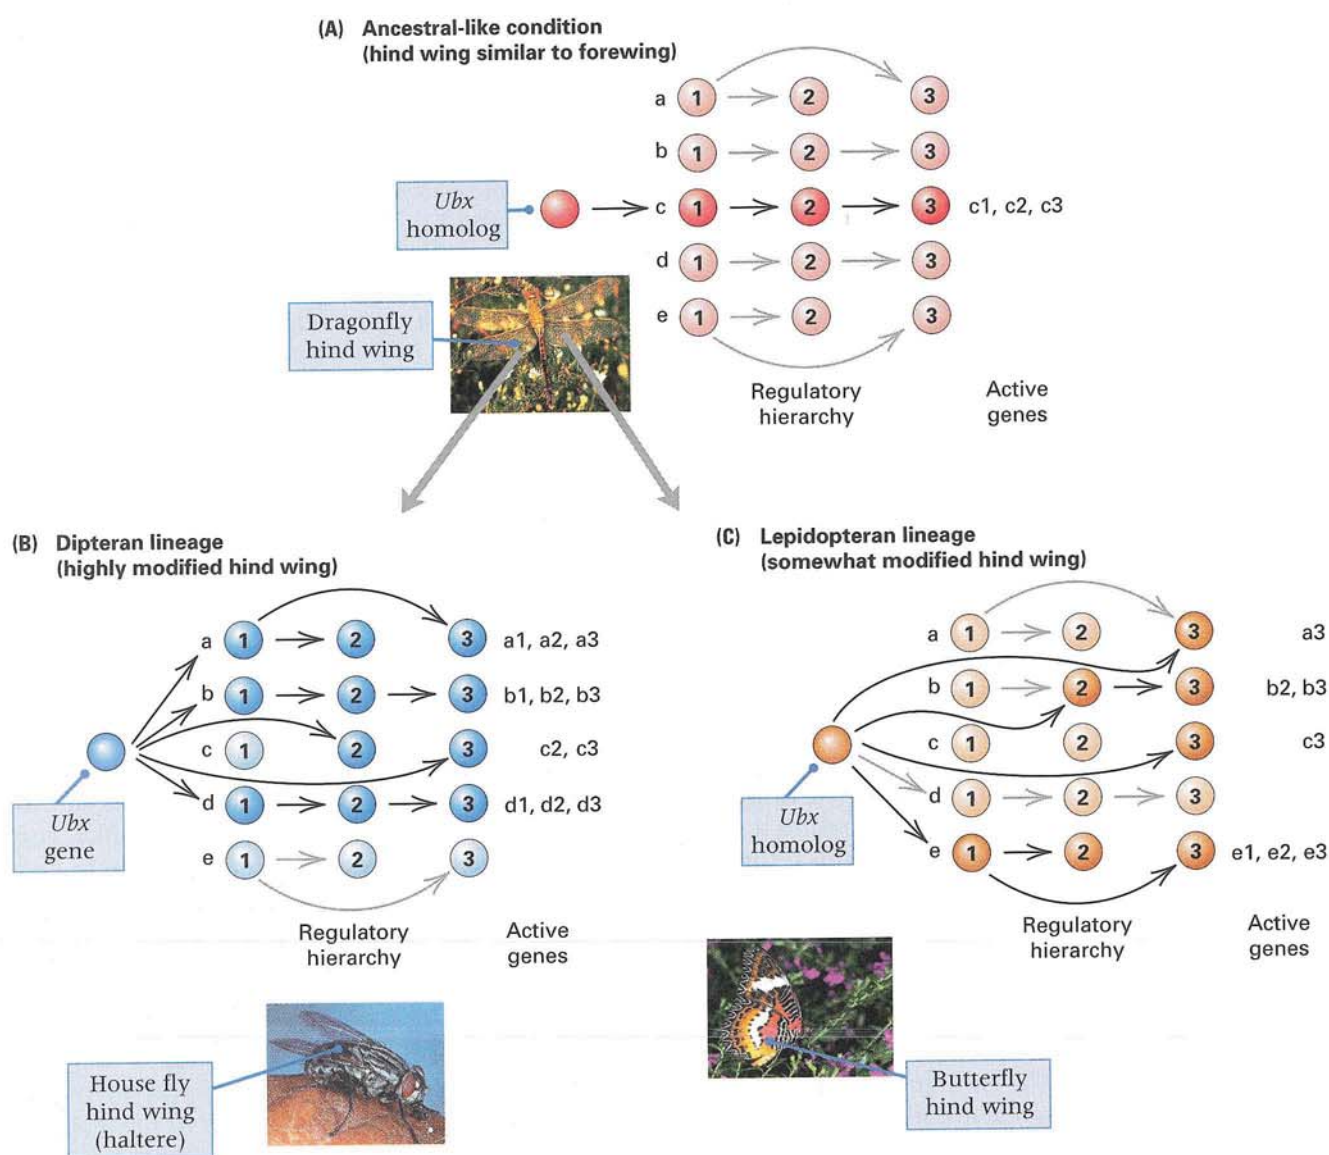 (A) Ancestral-like condition
(hind wing similar to forewing)
a 1 2 3
b 1 2 3
Ubx
homolog
c 1 2 3 c1, c2, c3
d 1 2 3
e 1 2 3
Dragonfly
hind wing
Regulatory
hierarchy
Active
genes
(B) Dipteran lineage
(highly modified hind wing)
a 1 2 3 a1, a2, a3
b 1 2 3 b1, b2, b3
c 1 2 3 c2, c3
d 1 2 3 d1, d2, d3
e 1 2 3
Ubx
gene
Regulatory
hierarchy
Active
genes
House fly
hind wing
(haltere)
(C) Lepidopteran lineage
(somewhat modified hind wing)
a 1 2 3 a3
b 1 2 3 b2, b3
c 1 2 3 c3
d 1 2 3
e 1 2 3 e1, e2, e3
Ubx
homolog
Regulatory
hierarchy
Active
genes
Butterfly
hind wing